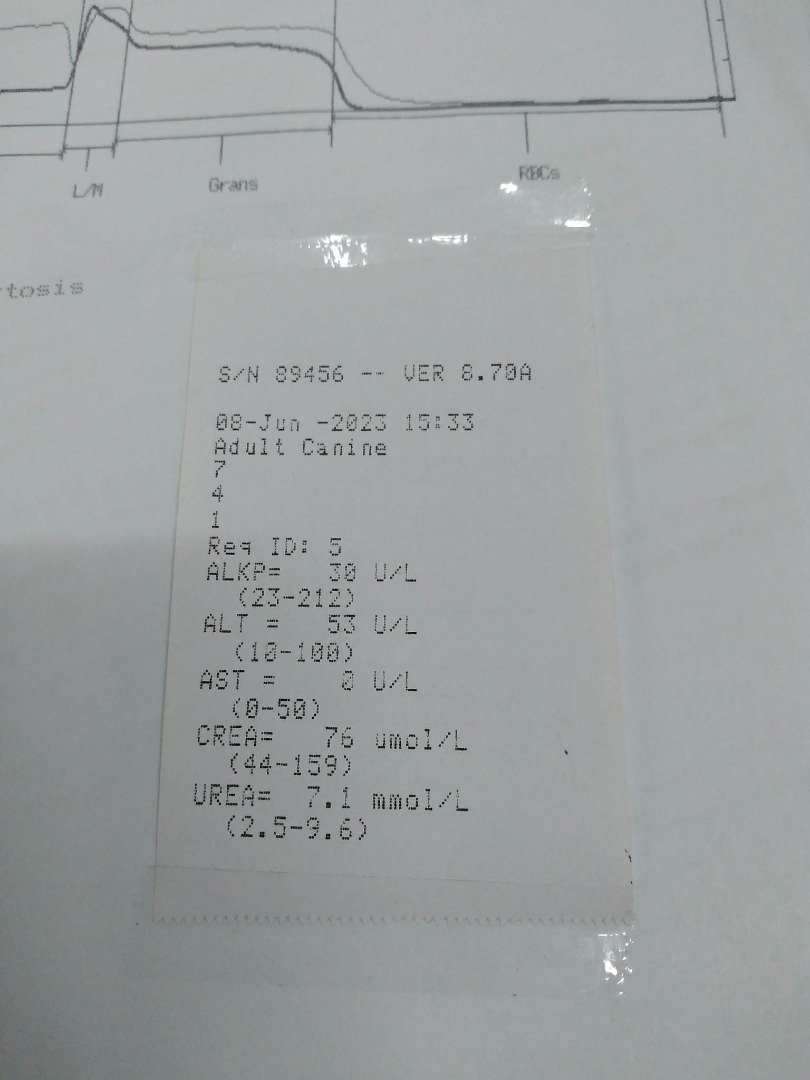 L/M
Grans
RBCs
tosis
S/N 89456 -- VER 8.70A
08-Jun -2023 15:33
Adult Canine
7
4
1
Req ID: 5
ALKP= 30 U/L
(23-212)
ALT = 53 U/L
(10-100)
AST = 0 U/L
(0-50)
CREA= 76 umol/L
(44-159)
UREA= 7.1 mmol/L
(2.5-9.6)